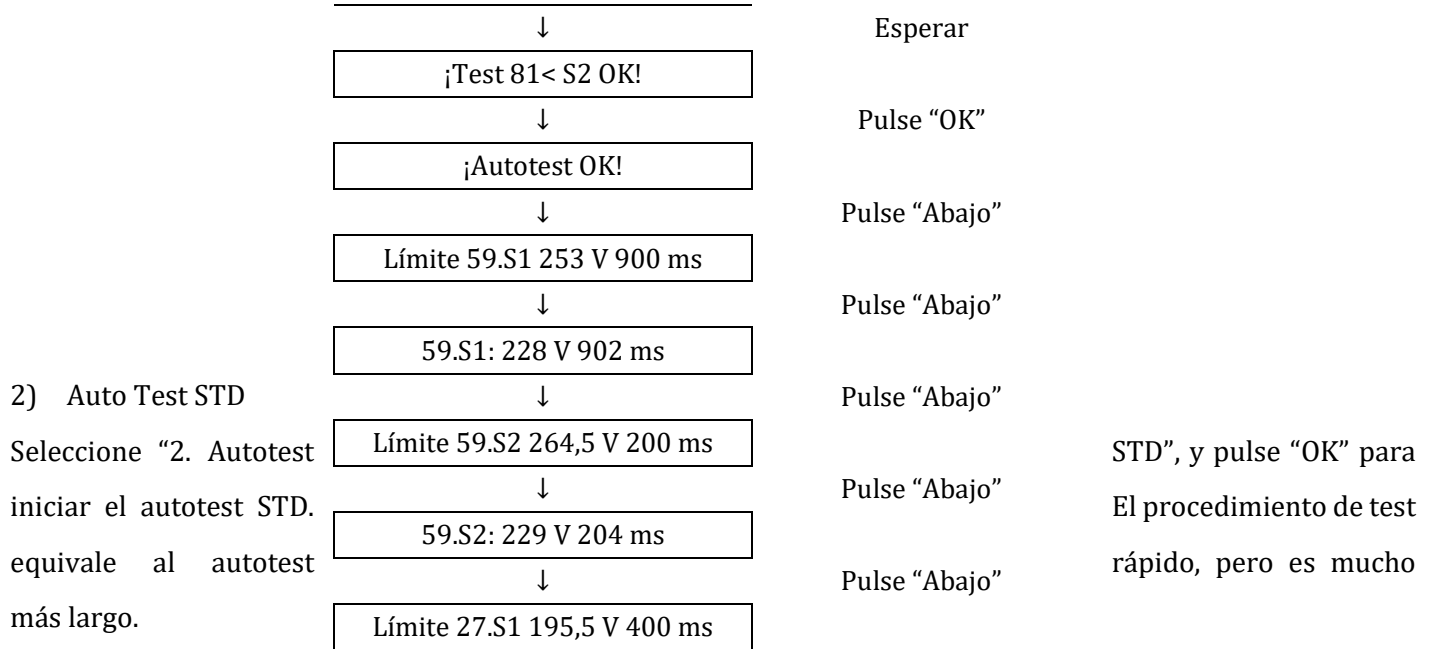 ↓ Esperar
¡Test 81< S2 OK!
↓ Pulse “OK”
¡Autotest OK!
↓ Pulse “Abajo”
Límite 59.S1 253 V 900 ms
↓ Pulse “Abajo”
59.S1: 228 V 902 ms
↓ Pulse “Abajo”
Límite 59.S2 264,5 V 200 ms
↓ Pulse “Abajo”
59.S2: 229 V 204 ms
↓ Pulse “Abajo”
Límite 27.S1 195,5 V 400 ms
2) Auto Test STD
Seleccione “2. Autotest STD”, y pulse “OK” para
iniciar el autotest STD. El procedimiento de test
equivale al autotest rápido, pero es mucho
más largo.